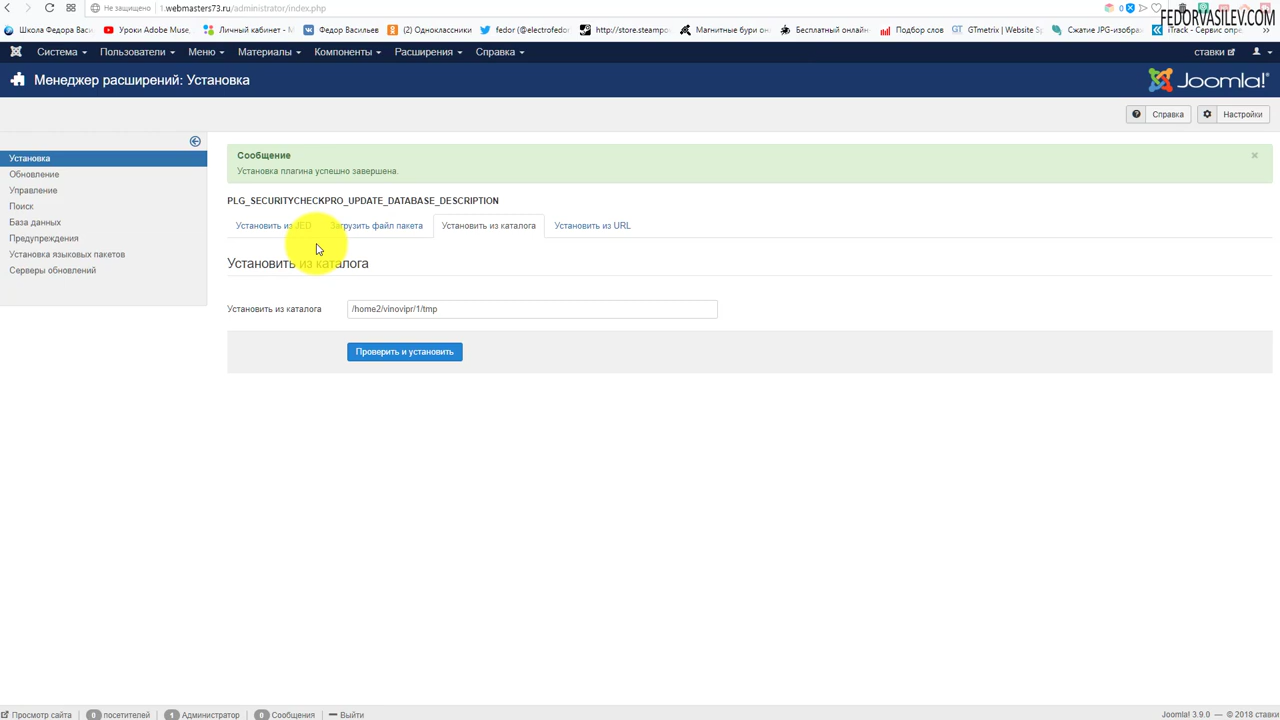 Не защищено 1.webmasters73.ru/administrator/index.php
0
FEDORVASILEV.COM
Школа Федора Васи. Уроки Adobe Muse. Личный кабинет - М Федор Васильев (2) Одноклассники fedor (@electrofedor http://store.steampo Магнитные бури он Бесплатный онлайн Подбор слов GTmetrix | Website Sp Сжатие JPG-изобра iTrack - Сервис опре
Система Пользователи Меню Материалы Компоненты Расширения Справка ставки
Менеджер расширений: Установка
Joomla!®
Справка Настройки
Установка
Обновление
Управление
Поиск
База данных
Предупреждения
Установка языковых пакетов
Серверы обновлений
Сообщение ×
Установка плагина успешно завершена.
PLG_SECURITYCHECKPRO_UPDATE_DATABASE_DESCRIPTION
Установить из JED Загрузить файл пакета Установить из каталога Установить из URL
Установить из каталога
Установить из каталога /home2/vinovipr/1/tmp
Проверить и установить
Просмотр сайта 0 посетителей 1 Администратор 0 Сообщения Выйти Joomla! 3.9.0 — © 2018 ставки